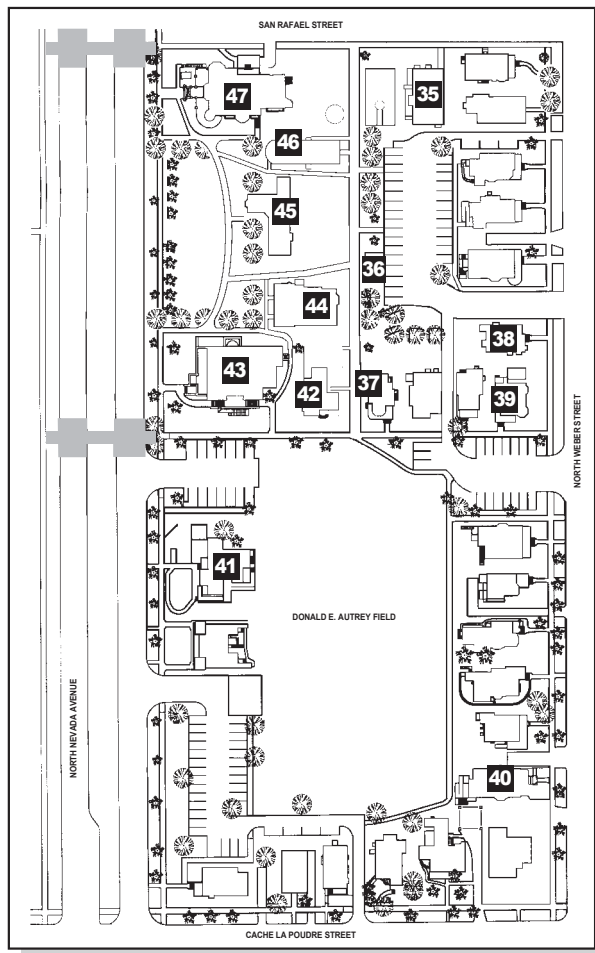 SAN RAFAEL STREET
47
35
46
45
36
44
38
43
37
42
39
NORTH WEBER STREET
41
DONALD E. AUTREY FIELD
NORTH NEVADA AVENUE
40
CACHE LA POUDRE STREET